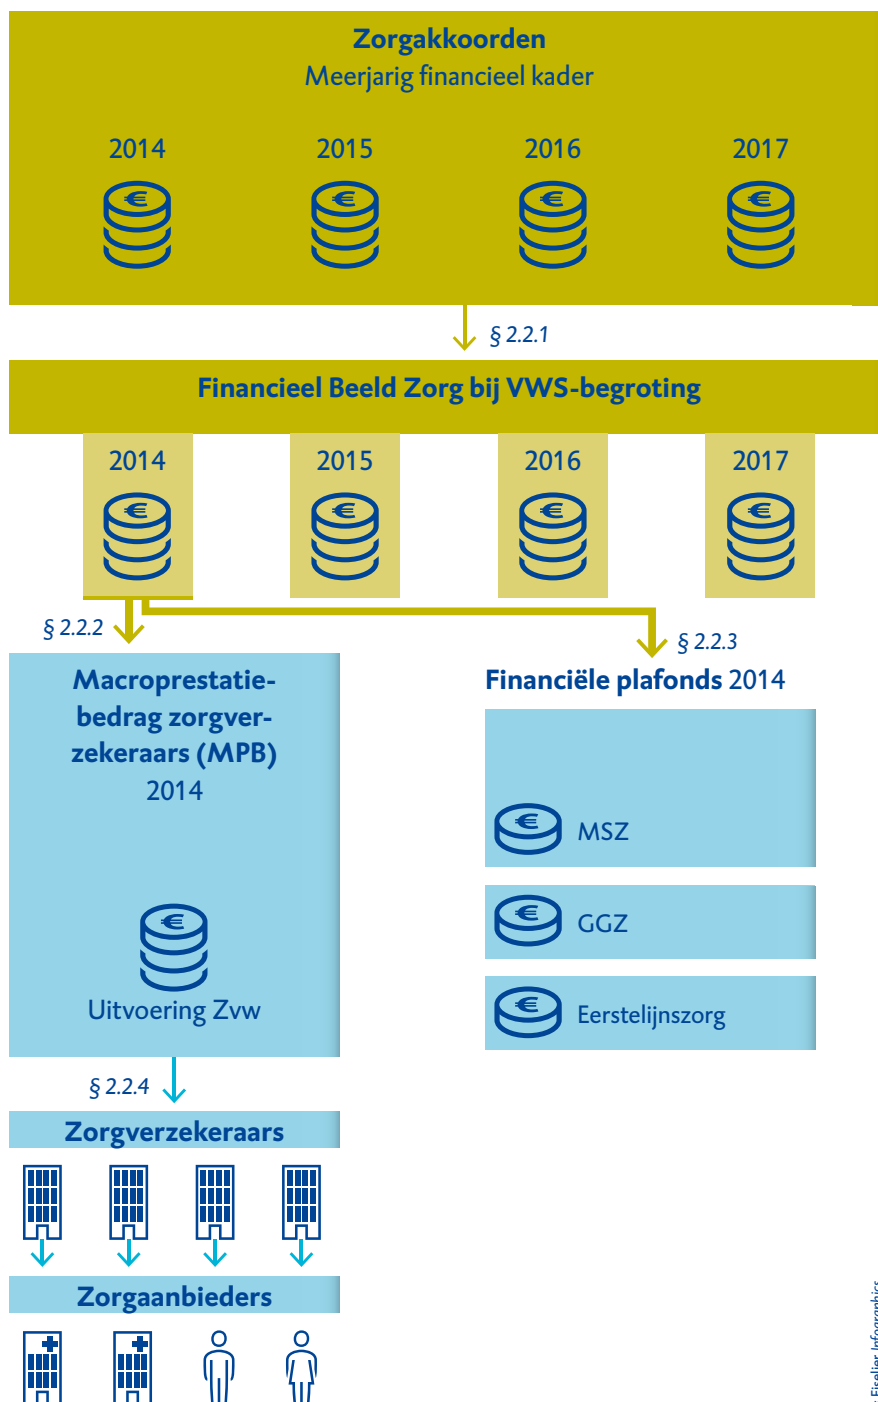 Zorgakkoorden
Meerjarig financieel kader
2014 2015 2016 2017
€ € € €
§ 2.2.1
Financieel Beeld Zorg bij VWS-begroting
2014 2015 2016 2017
€ € € €
§ 2.2.2
§ 2.2.3
Macroprestatie-
bedrag zorgver-
zekeraars (MPB)
2014
€
Uitvoering Zvw
Financiële plafonds 2014
€ MSZ
€ GGZ
€ Eerstelijnszorg
§ 2.2.4
Zorgverzekeraars
Zorgaanbieders
Fiselier Infographics